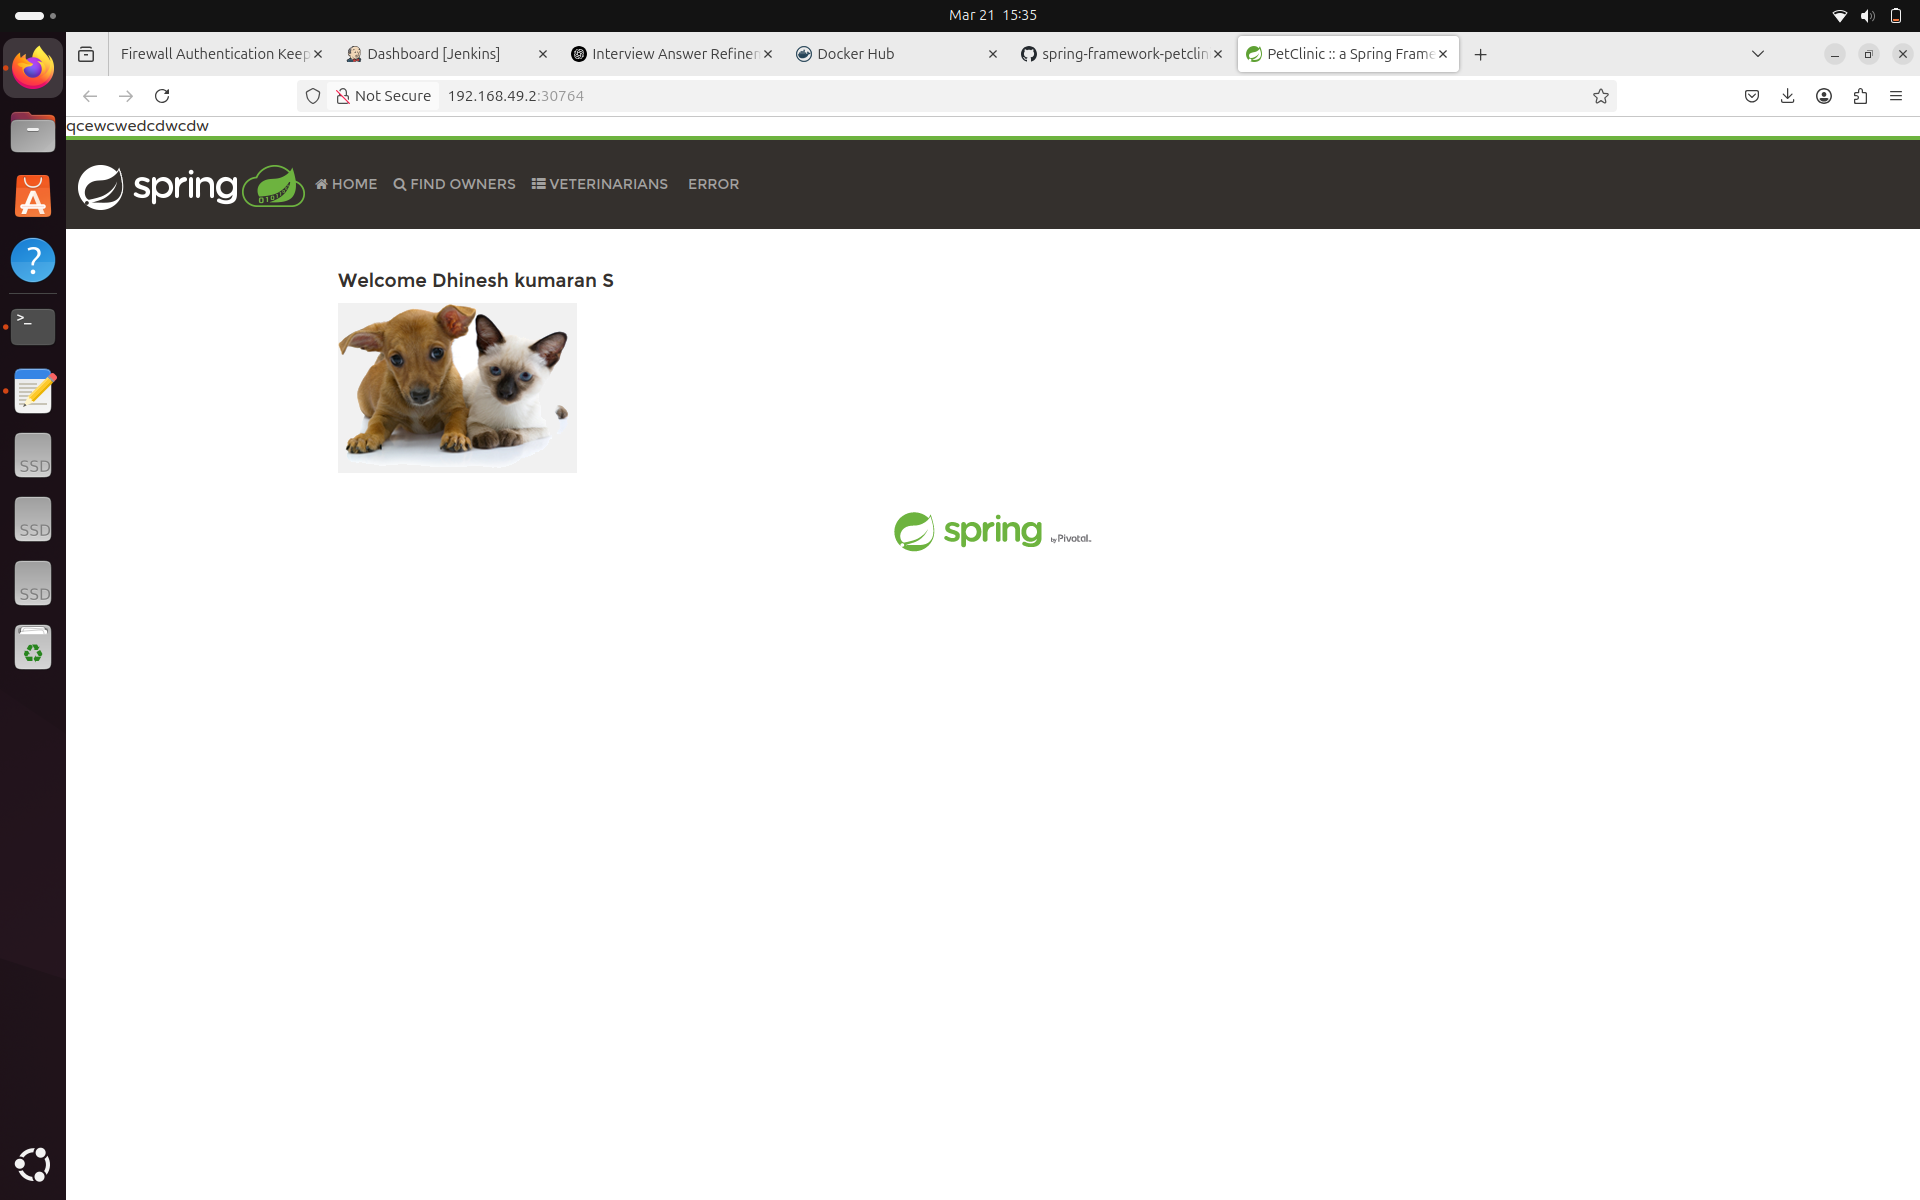 Mar 21 15:35
Firewall Authentication Keep
Dashboard [Jenkins]
Interview Answer Refinem
Docker Hub
spring-framework-petclin
PetClinic :: a Spring Frame
Not Secure
192.168.49.2:30764
qcewcwedcdwcdw
spring
HOME
FIND OWNERS
VETERINARIANS
ERROR
Welcome Dhinesh kumaran S
spring by Pivotal.
SSD
SSD
SSD